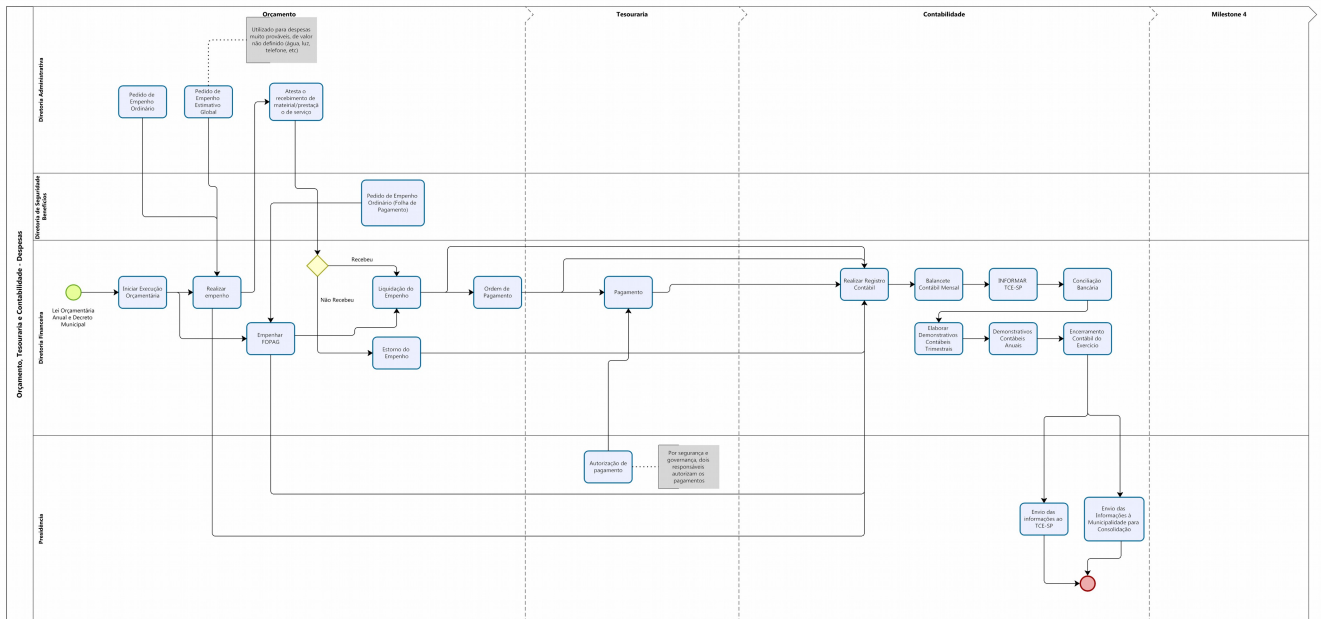 Orçamento, Tesouraria e Contabilidade - Despesas
Orçamento
Tesouraria
Contabilidade
Milestone 4
Diretoria Administrativa
Utilizado para despesas
muito prováveis, de valor
não definido (água, luz,
telefone, etc)
Pedido de
Empenho
Ordinário
Pedido de
Empenho
Estimativo
Global
Atesta o
recebimento de
mateirial/prestaçã
o de serviço
Diretoria de Seguridade
Benefícios
Pedido de Empenho
Ordinário (Folha de
Pagamento)
Diretoria Financeira
Lei Orçamentária
Anual e Decreto
Municipal
Iniciar Execução
Orçamentária
Realizar
empenho
Empenhar
FOPAG
Recebeu
Não Recebeu
Liquidação do
Empenho
Estorno do
Empenho
Ordem de
Pagamento
Pagamento
Realizar Registro
Contábil
Balancete
Contábil Mensal
INFORMAR
TCE-SP
Conciliação
Bancária
Elaborar
Demonstrativos
Contábeis
Trimestrais
Demonstrativos
Contábeis
Anuais
Encerramento
Contábil do
Exercício
Presidência
Autorização de
pagamento
Por segurança e
governança, dois
responsáveis
autorizam os
pagamentos
Envio das
informações ao
TCE-SP
Envio das
Informações à
Municipalidade para
Consolidação